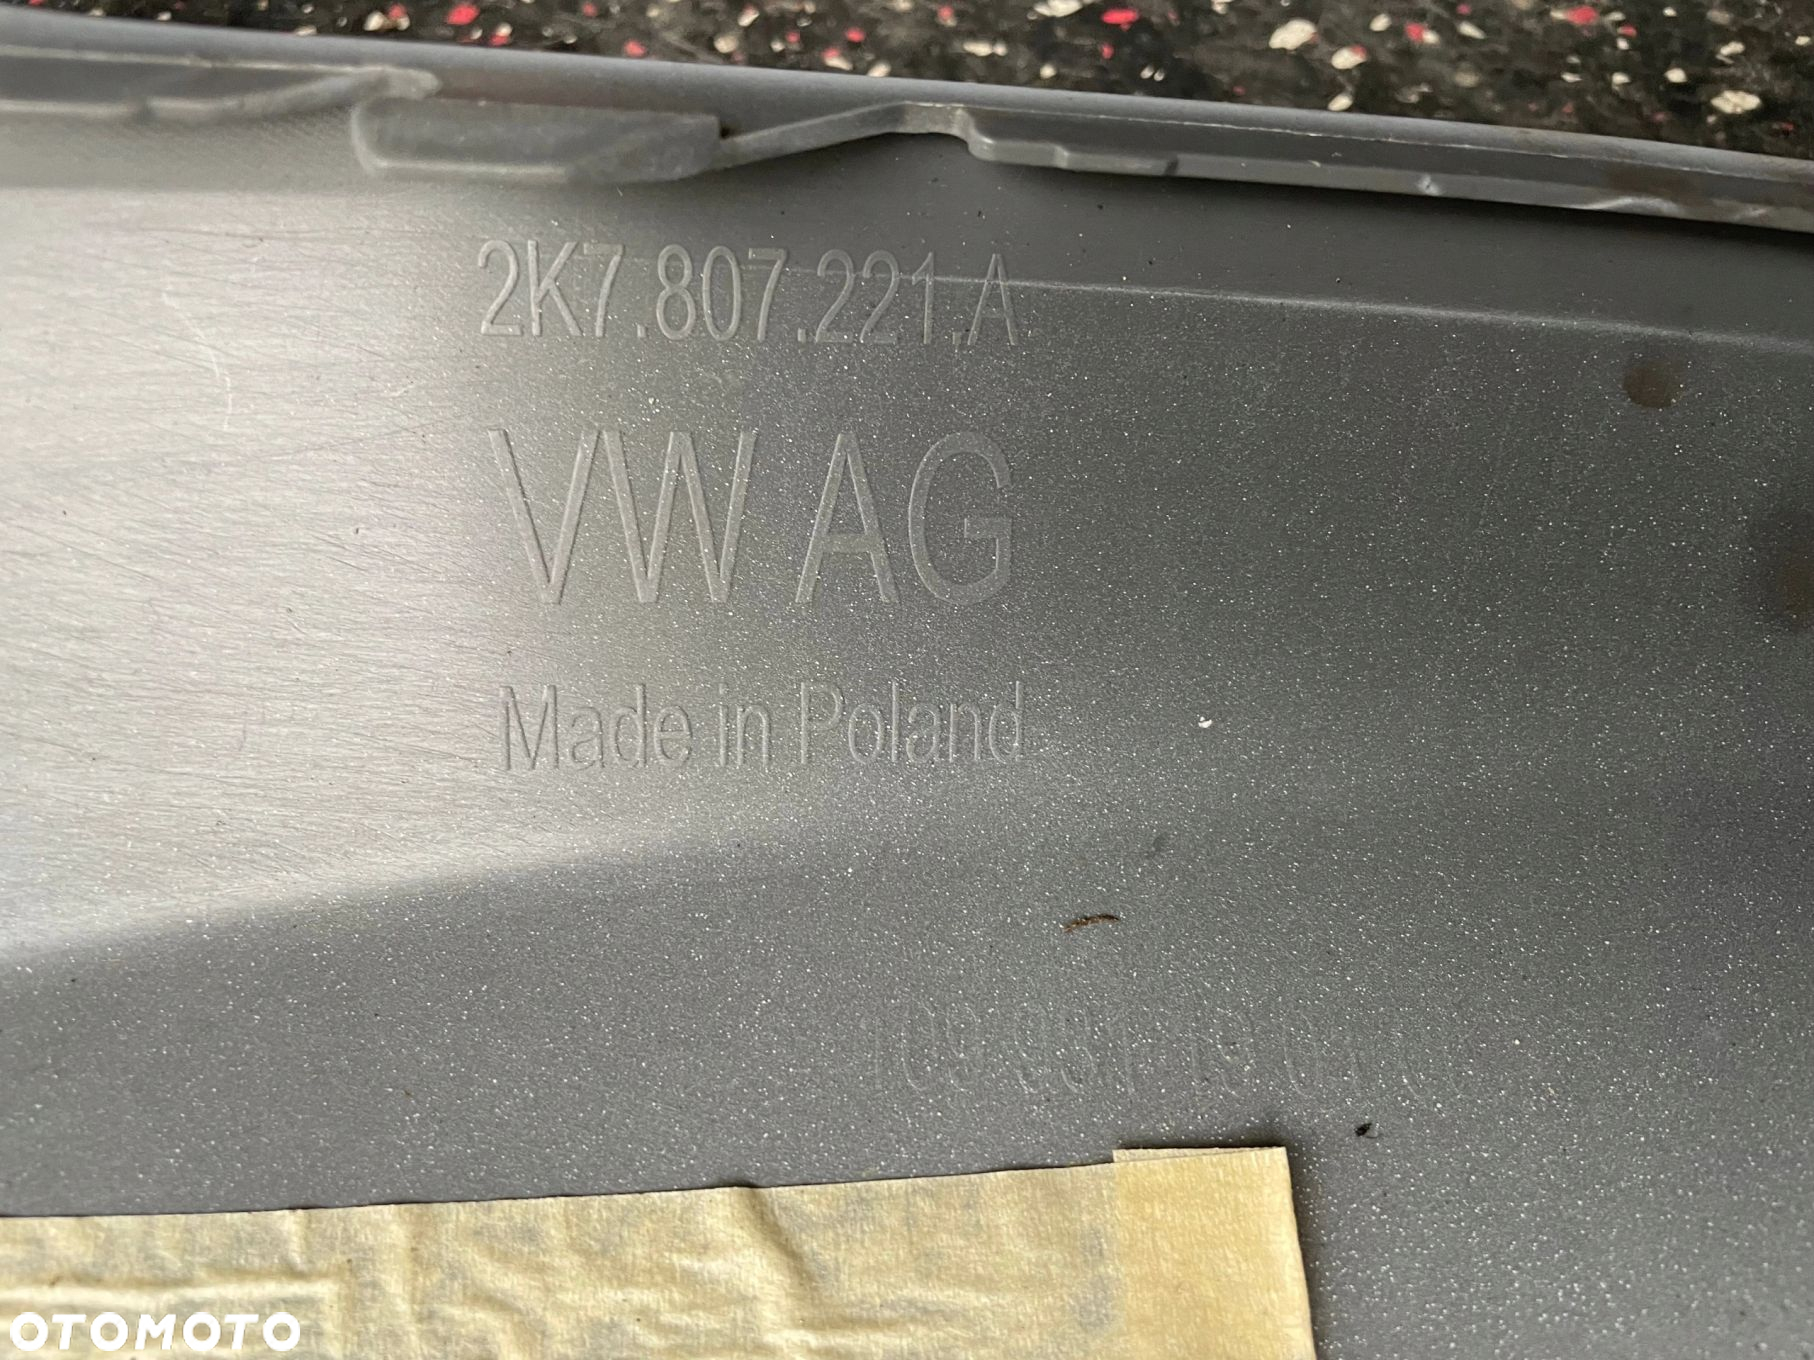 2K7.807.221.A
VW AG
Made in Poland
OTOMOTO